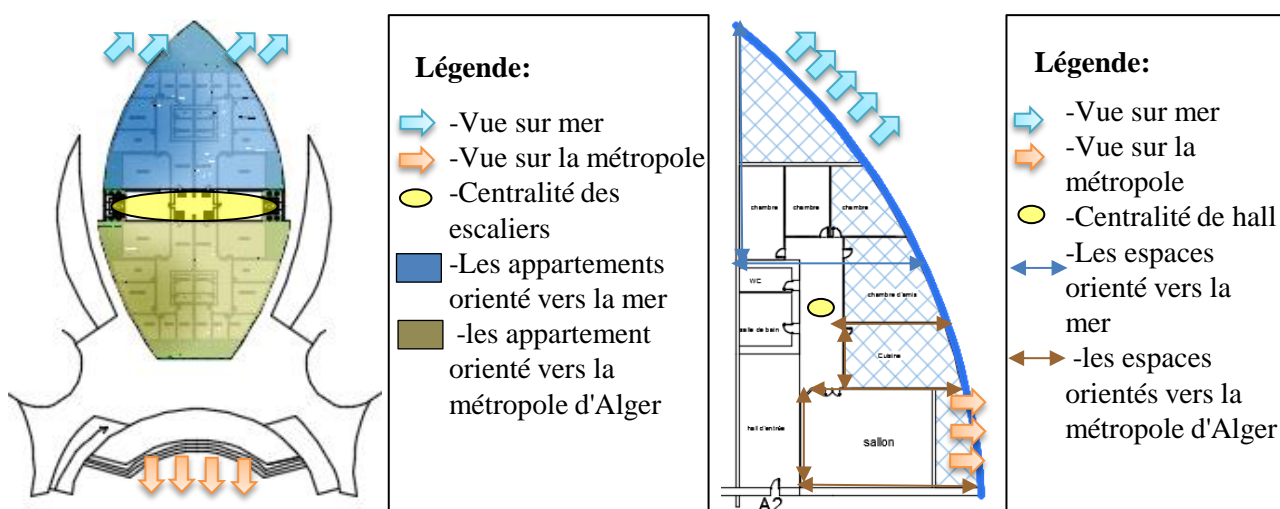 Légende:
-Vue sur mer
-Vue sur la métropole
-Centralité des
escaliers
-Les appartements
orienté vers la mer
-les appartement
orienté vers la
métropole d'Alger
chambre
chambre
chambre
WC
chambre d'amis
salle de bain
Cuisine
hall d'entrée
sallon
A2
Légende:
-Vue sur mer
-Vue sur la
métropole
-Centralité de hall
-Les espaces
orienté vers la
mer
-les espaces
orientés vers la
métropole d'Alger